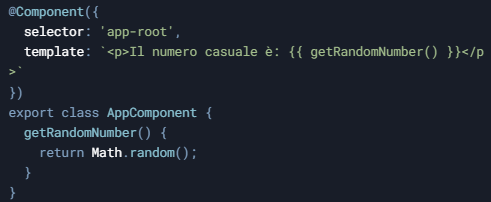 @Component({
  selector: 'app-root',
  template: `<p>Il numero casuale è: {{ getRandomNumber() }}</p
>`
})
export class AppComponent {
  getRandomNumber() {
    return Math.random();
  }
}